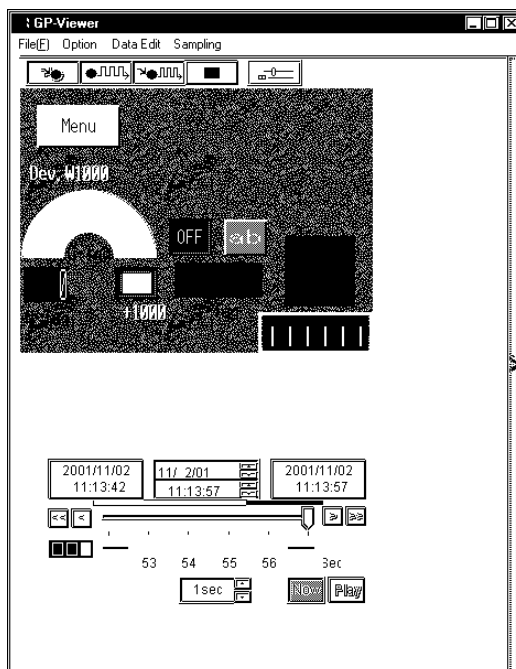 GP-Viewer
File(F) Option Data Edit Sampling
Menu
Dev, W1000
OFF ab
0
+1000
2001/11/02 11/ 2/01 2001/11/02
11:13:42 11:13:57 11:13:57
<< < > >>
53 54 55 56 Sec
1sec Now Play